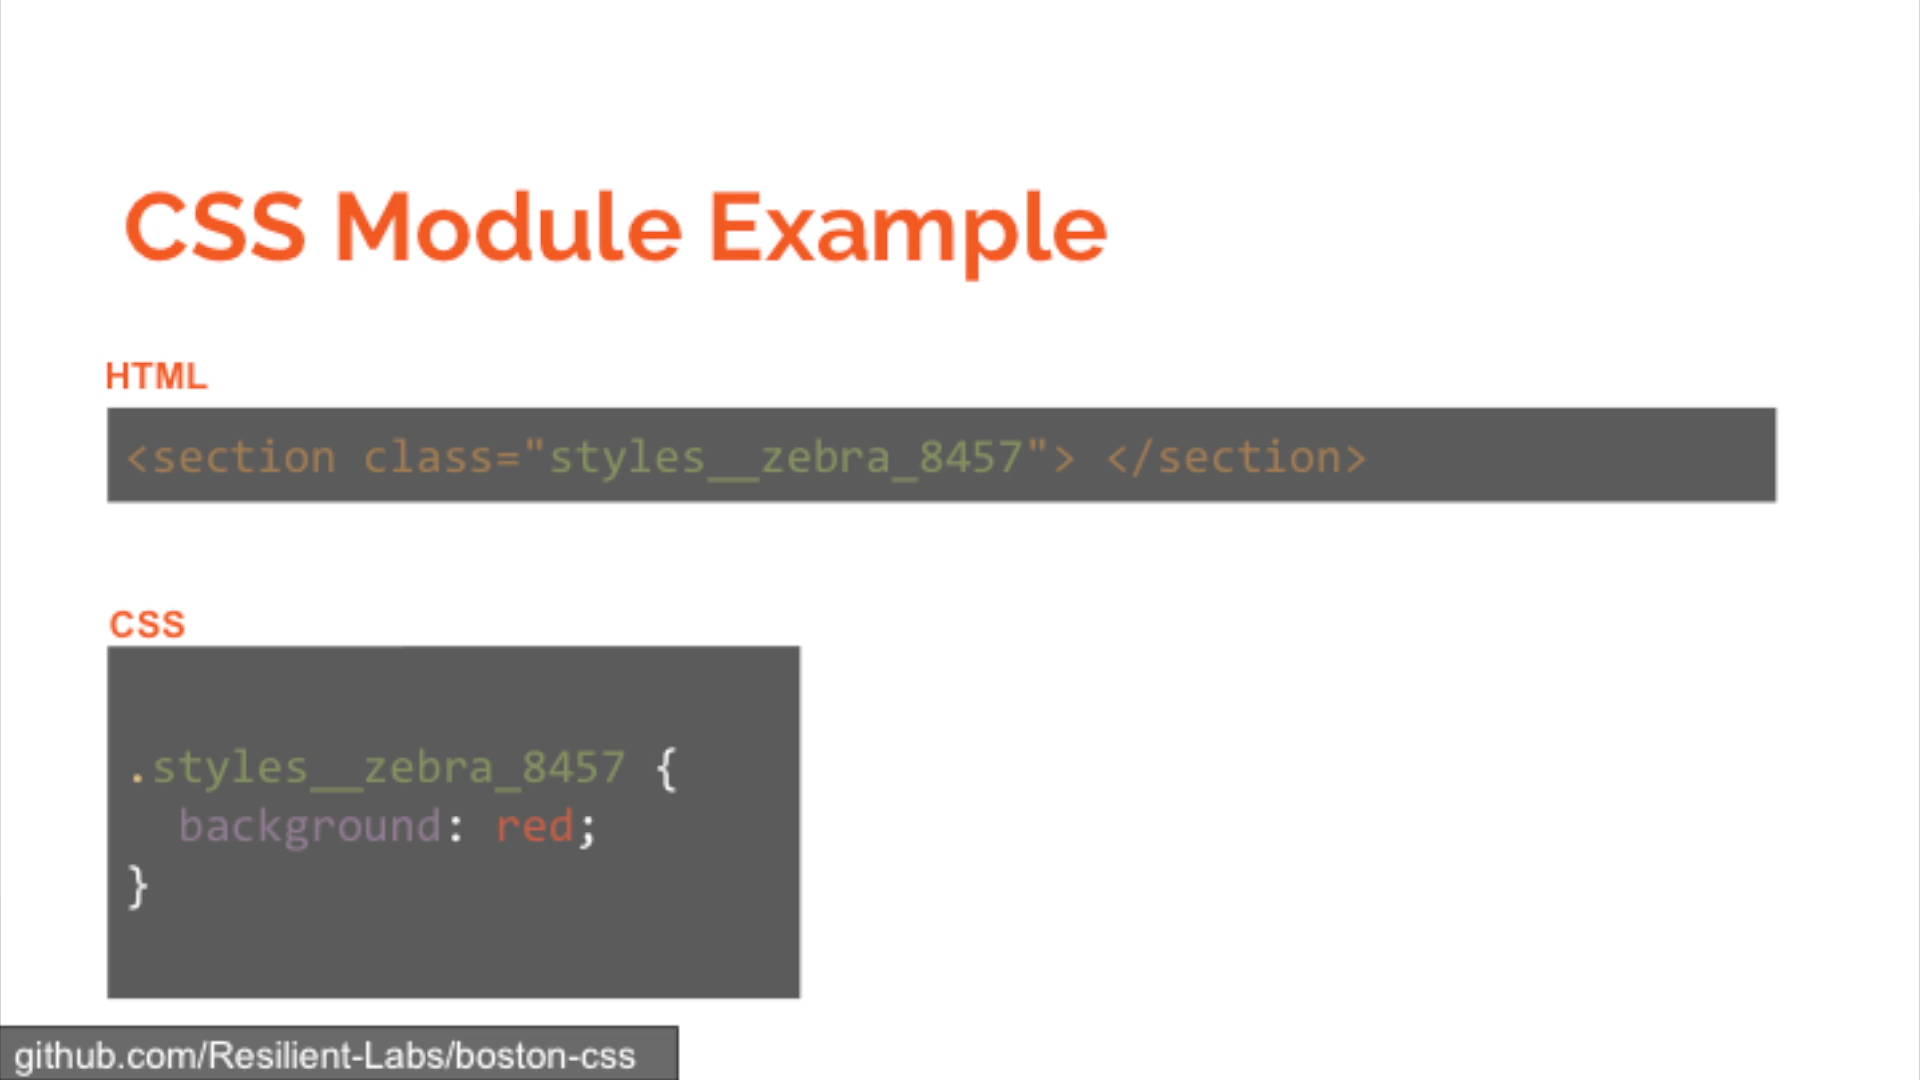 CSS Module Example
HTML
<section class="styles__zebra_8457"> </section>
CSS
.styles__zebra_8457 {
background: red;
}
github.com/Resilient-Labs/boston-css